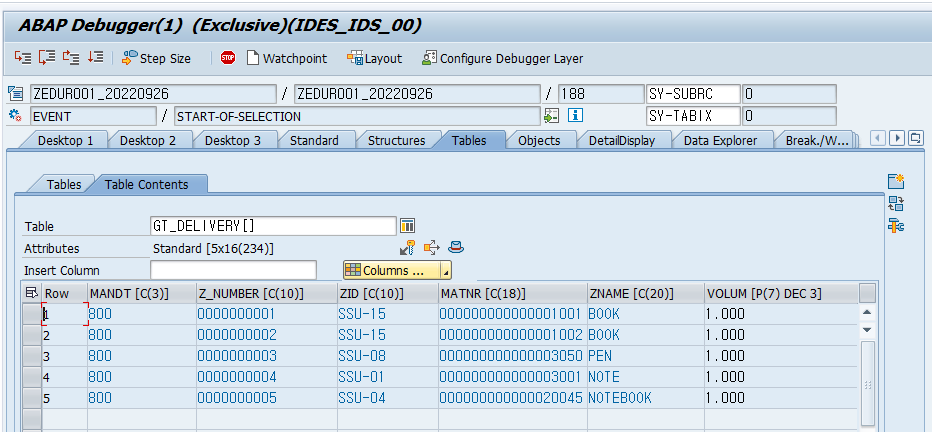 ABAP Debugger(1) (Exclusive)(IDES_IDS_00)
Step Size STOP Watchpoint Layout Configure Debugger Layer
ZEDUR001_20220926 / ZEDUR001_20220926 / 188 SY-SUBRC 0
EVENT / START-OF-SELECTION SY-TABIX 0
Desktop 1 Desktop 2 Desktop 3 Standard Structures Tables Objects DetailDisplay Data Explorer Break./W...
Tables Table Contents
Table GT_DELIVERY[]
Attributes Standard [5x16(234)]
Insert Column Columns ...
Row MANDT [C(3)] Z_NUMBER [C(10)] ZID [C(10)] MATNR [C(18)] ZNAME [C(20)] VOLUM [P(7) DEC 3]
1 800 0000000001 SSU-15 000000000000001001 BOOK 1.000
2 800 0000000002 SSU-15 000000000000001002 BOOK 1.000
3 800 0000000003 SSU-08 000000000000003050 PEN 1.000
4 800 0000000004 SSU-01 000000000000003001 NOTE 1.000
5 800 0000000005 SSU-04 000000000000020045 NOTEBOOK 1.000